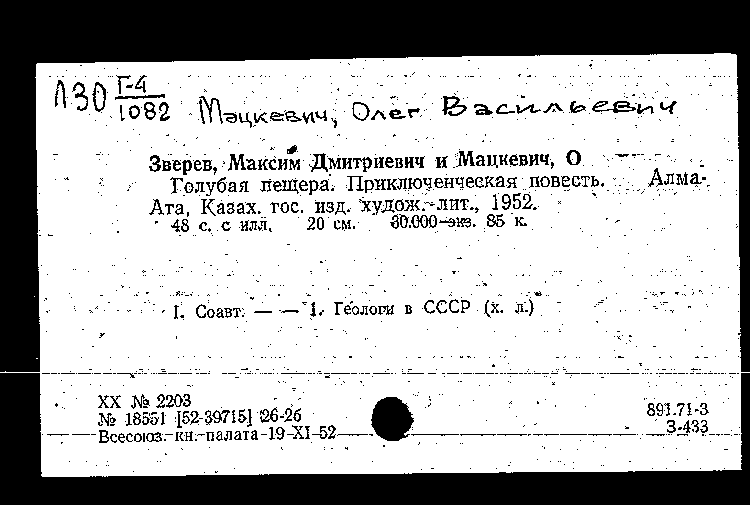 Л30 Г-4
1082
Мацкевич, Олег Васильевич
Зверев, Максим Дмитриевич и Мацкевич, О
Голубая пещера. Приключенческая повесть. Алма-
Ата, Казах. гос. изд. худож. лит., 1952.
48 с. с илл. 20 см. 30.000 экз. 85 к.
I. Соавт. — — 1. Геологи в СССР (х. л.)
XX № 2203
№ 18551 [52-39715] 26-26
Всесоюз. кн. палата 19 XI 52
891.71-3
З-433